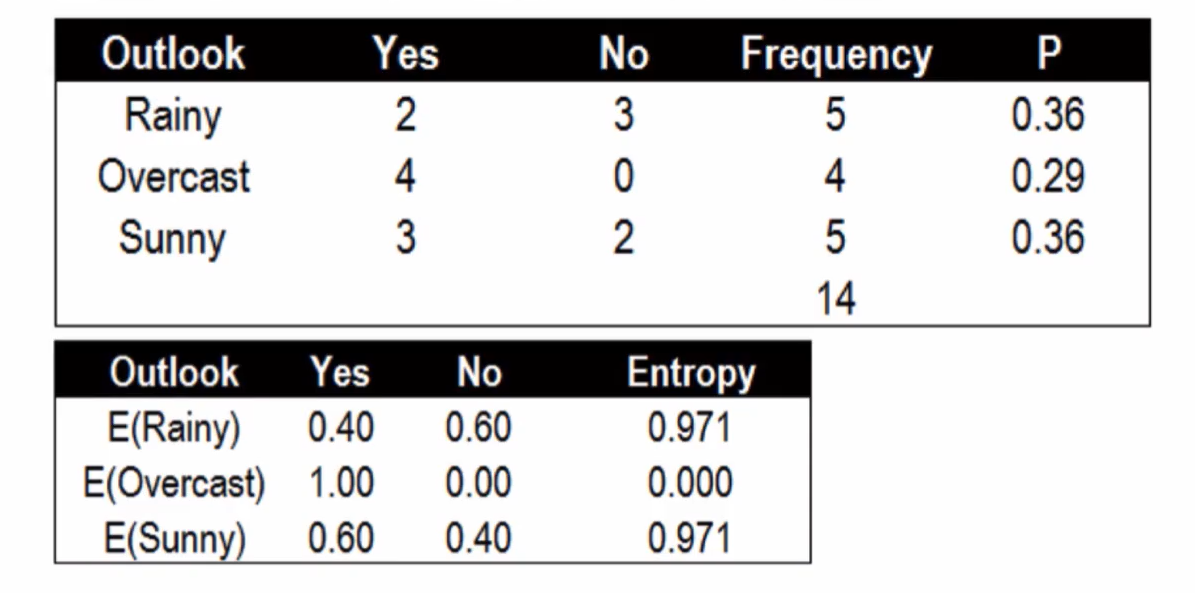 Outlook Yes No Frequency P
Rainy 2 3 5 0.36
Overcast 4 0 4 0.29
Sunny 3 2 5 0.36
14
Outlook Yes No Entropy
E(Rainy) 0.40 0.60 0.971
E(Overcast) 1.00 0.00 0.000
E(Sunny) 0.60 0.40 0.971